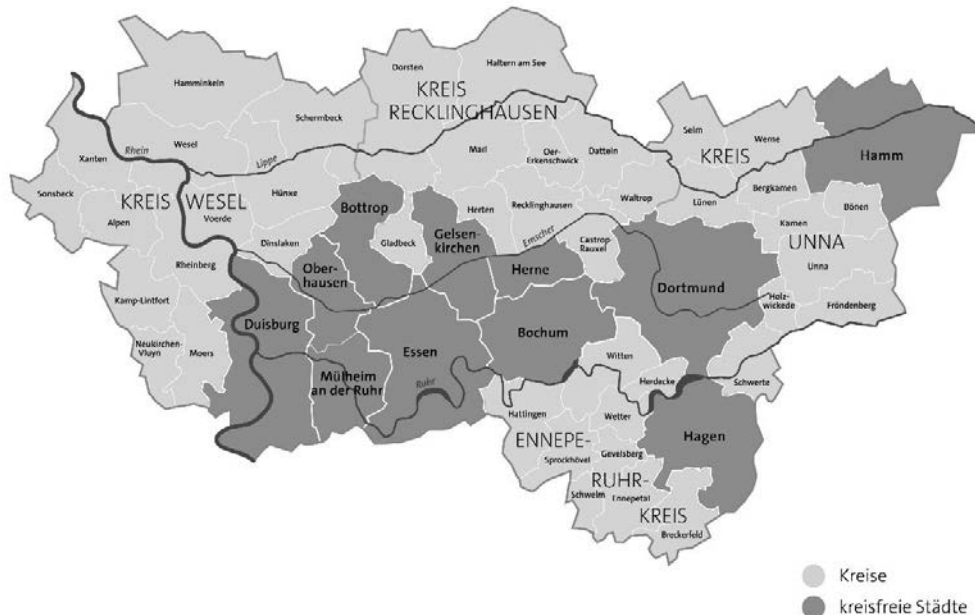 Dorsten
Haltern am See
Hamminkeln
KREIS
RECKLINGHAUSEN
Schermbeck
Selm
Werne
Rhein
Wesel
Lippe
Marl
Oer-
Erkenschwick
Datteln
KREIS
Hamm
Xanten
Sonsbeck
KREIS
WESEL
Hünxe
Voerde
Alpen
Bottrop
Herten
Recklinghausen
Waltrop
Lünen
Bergkamen
Bönen
Kamen
Dinslaken
Gladbeck
Gelsen-
kirchen
Emscher
Castrop-
Rauxel
UNNA
Unna
Rheinberg
Ober-
hausen
Herne
Dortmund
Holz-
wickede
Fröndenberg
Kamp-Lintfort
Duisburg
Neukirchen-
Vluyn
Moers
Essen
Bochum
Witten
Mülheim
an der Ruhr
Ruhr
Herdecke
Schwerte
Hattingen
Wetter
ENNEPE-
Sprockhövel
Gevelsberg
Hagen
RUHR-
Schwelm
Ennepetal
KREIS
Breckerfeld
Kreise
kreisfreie Städte